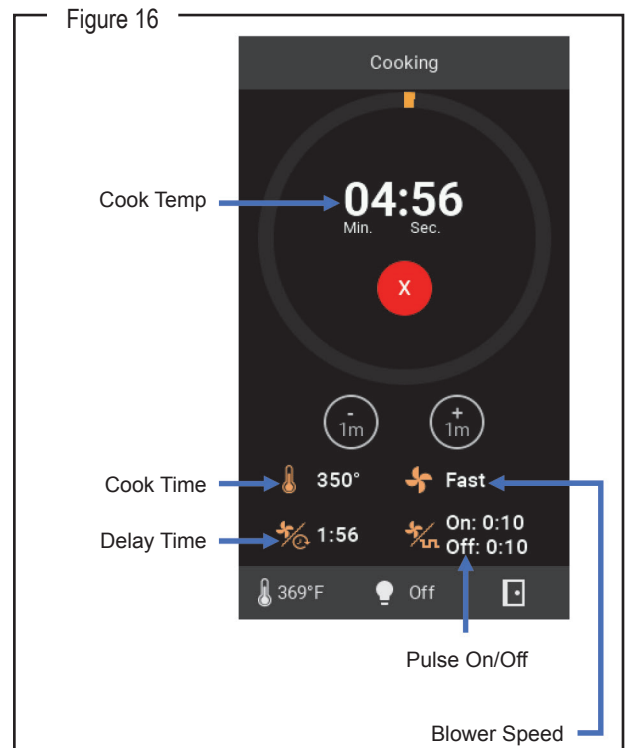 Figure 16
Cooking
Cook Temp
04:56
Min. Sec.
X
- 1m + 1m
Cook Time
350° Fast
Delay Time
1:56 On: 0:10
Off: 0:10
369°F Off
Pulse On/Off
Blower Speed